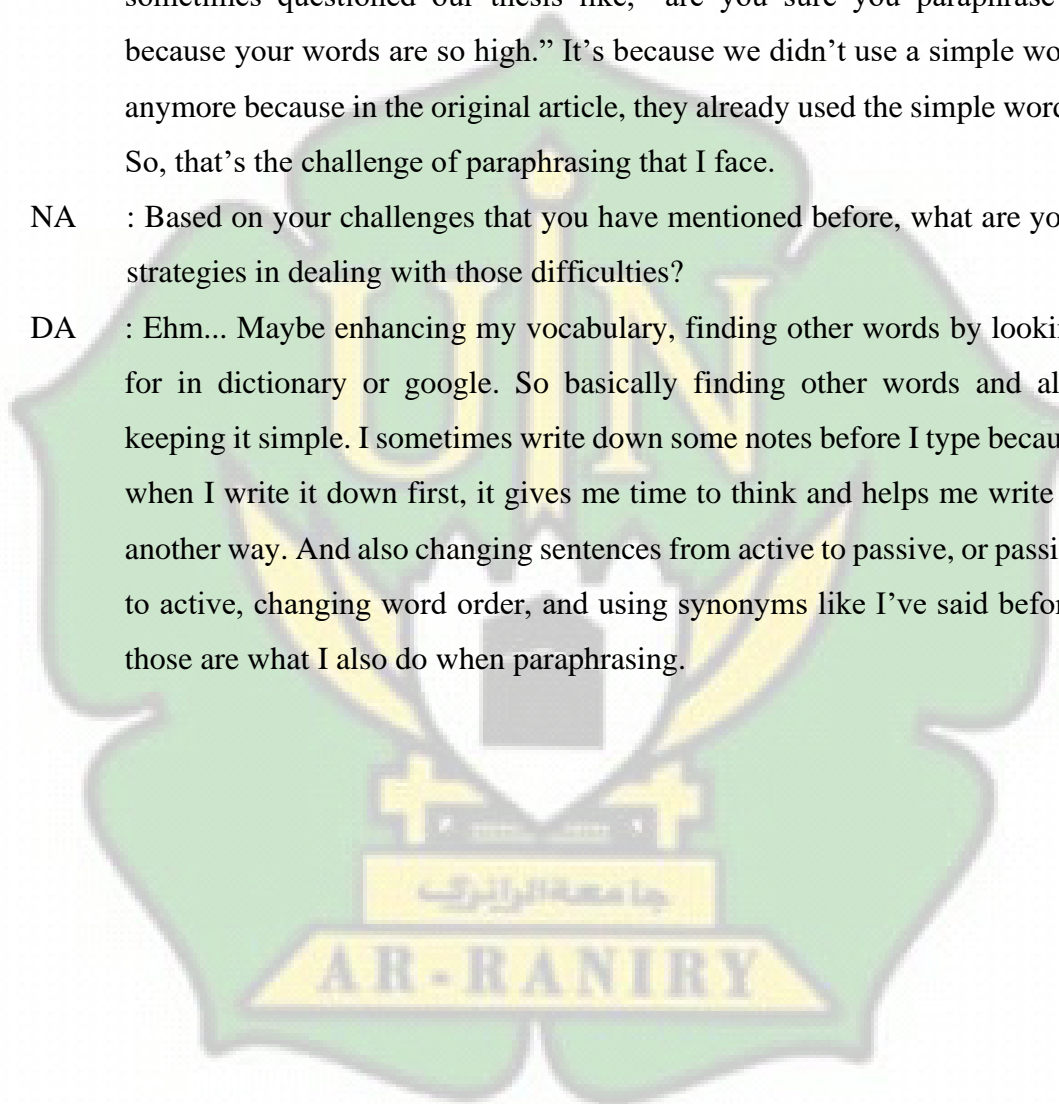 sometimes questioned our thesis like, “are you sure you paraphrase
because your words are so high.” It’s because we didn’t use a simple wo
anymore because in the original article, they already used the simple word
So, that’s the challenge of paraphrasing that I face.
NA : Based on your challenges that you have mentioned before, what are yo
strategies in dealing with those difficulties?
DA : Ehm... Maybe enhancing my vocabulary, finding other words by lookin
for in dictionary or google. So basically finding other words and al
keeping it simple. I sometimes write down some notes before I type becau
when I write it down first, it gives me time to think and helps me write
another way. And also changing sentences from active to passive, or passi
to active, changing word order, and using synonyms like I’ve said befor
those are what I also do when paraphrasing.
UIN
جامعة الرانري
AR-RANIRY